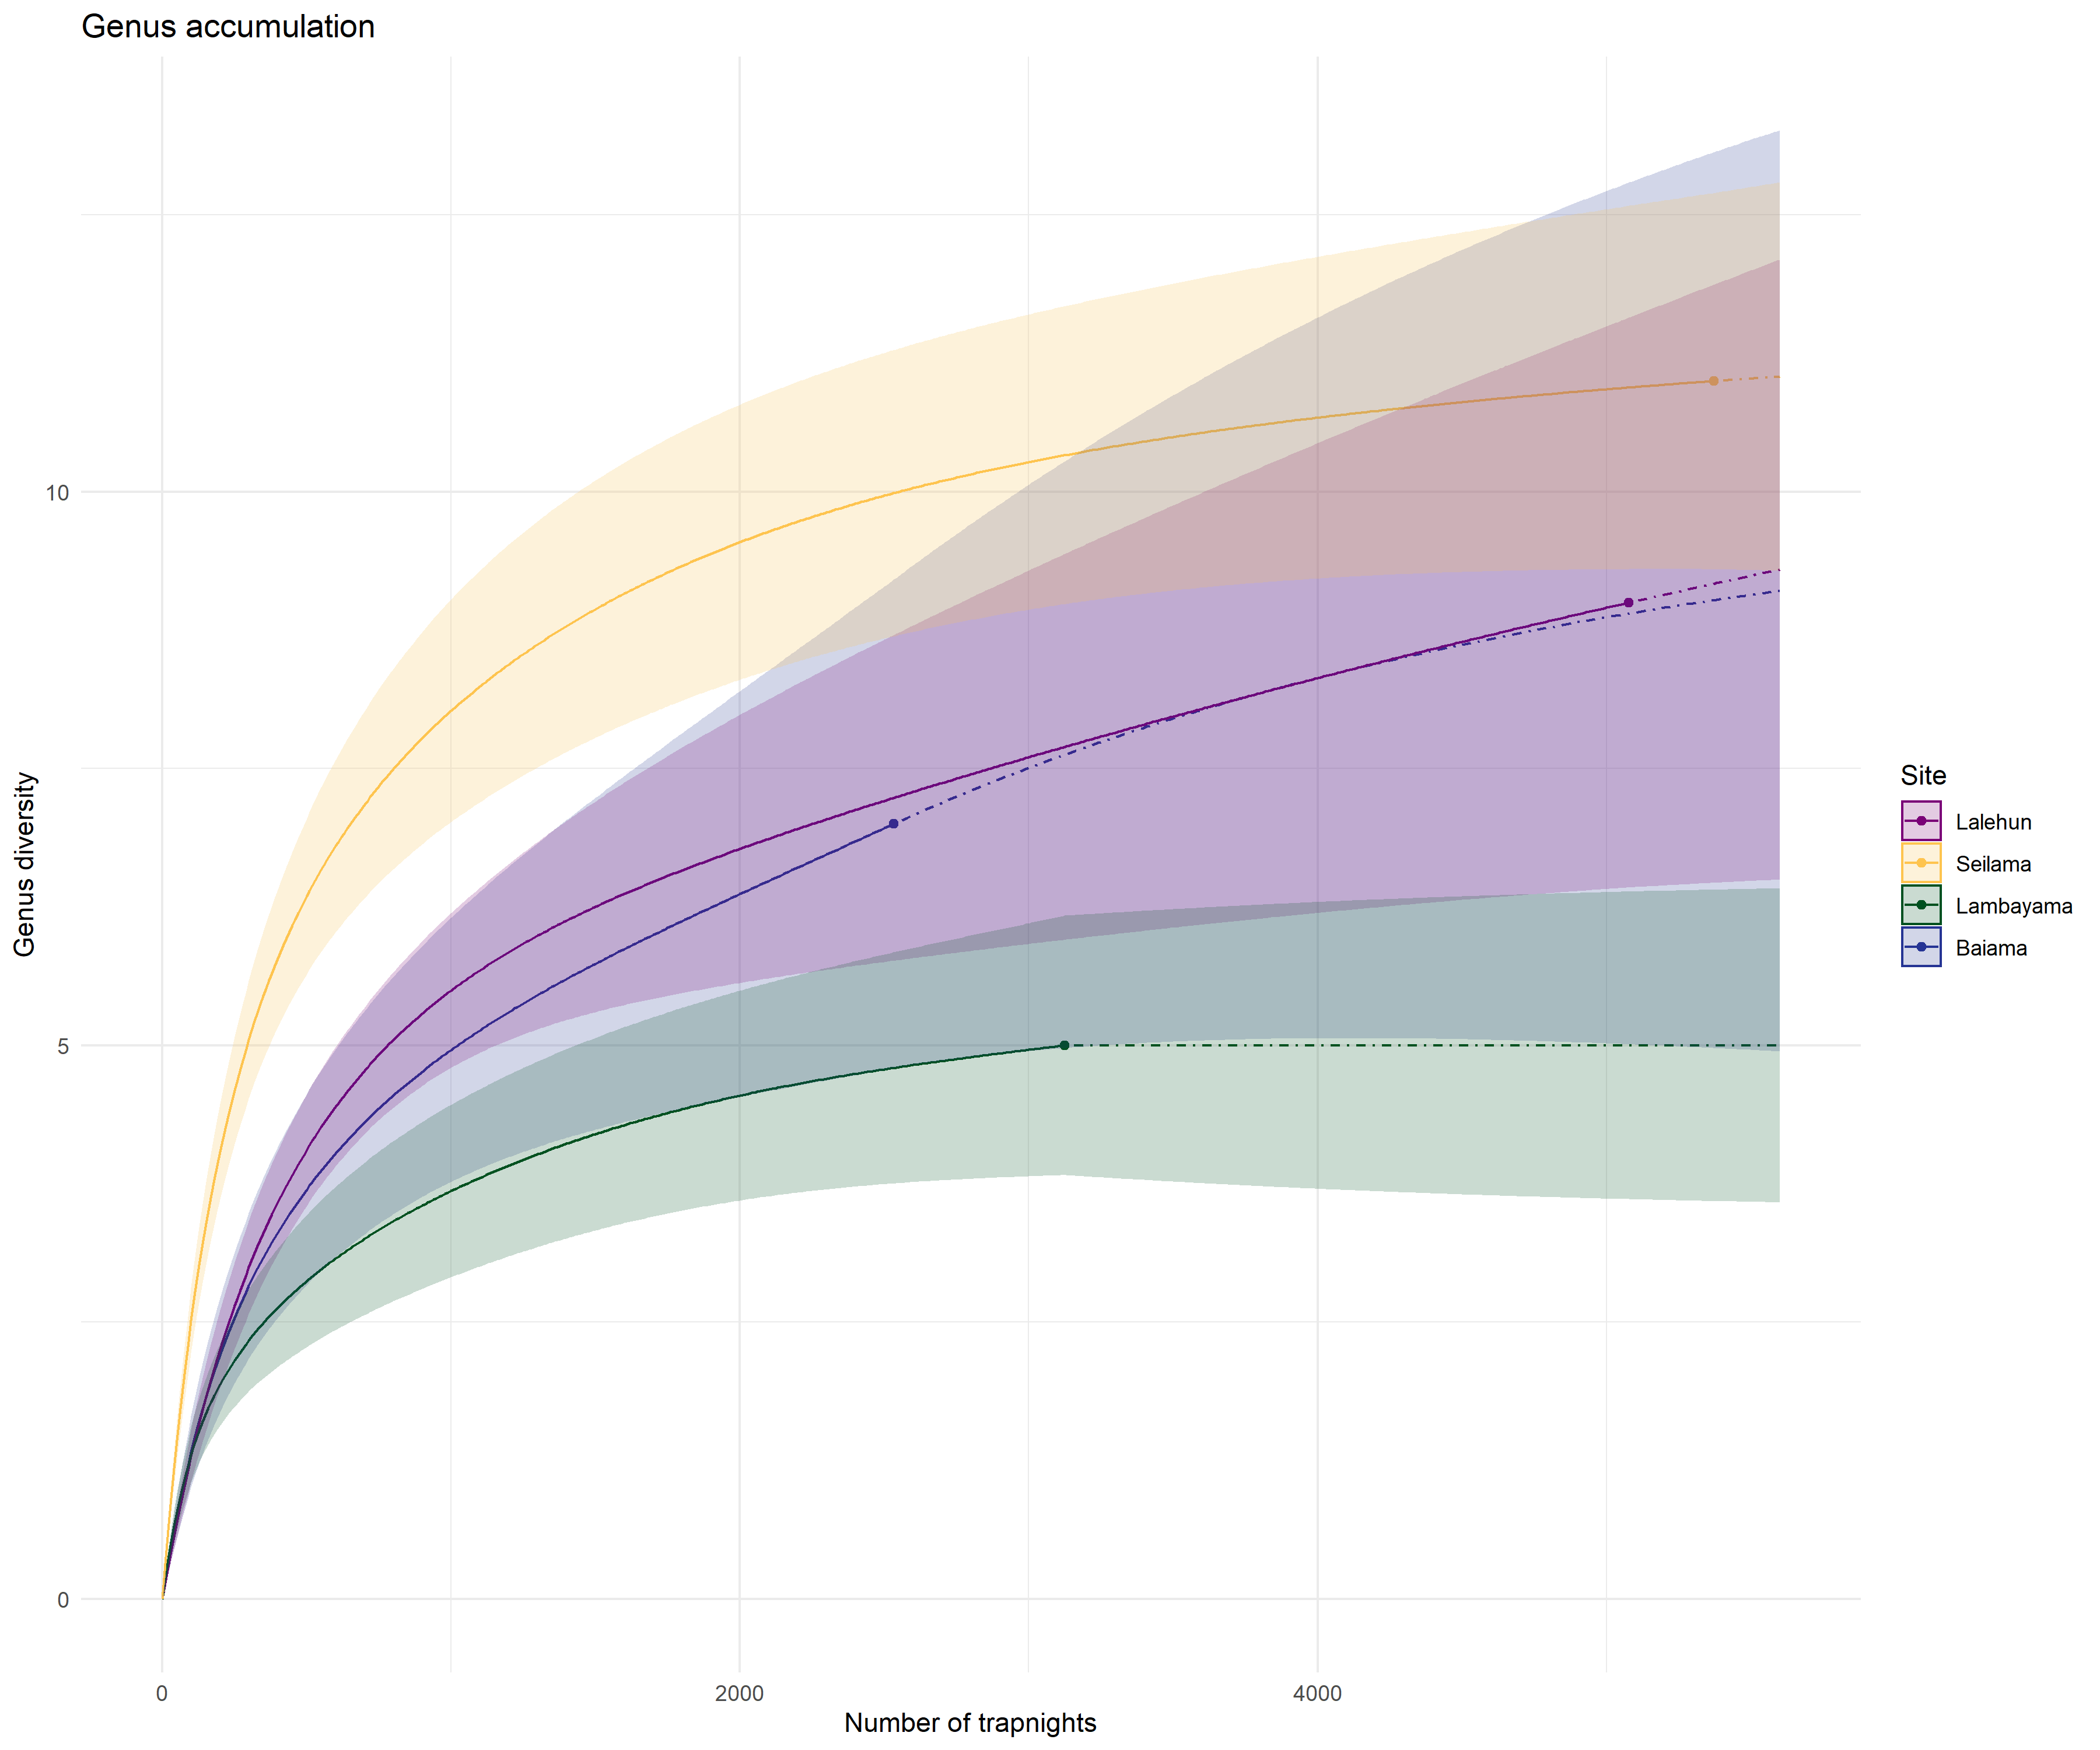 Genus accumulation
Genus diversity
10
5
0
0
2000
4000
Number of trapnights
Site
Lalehun
Seilama
Lambayama
Baiama